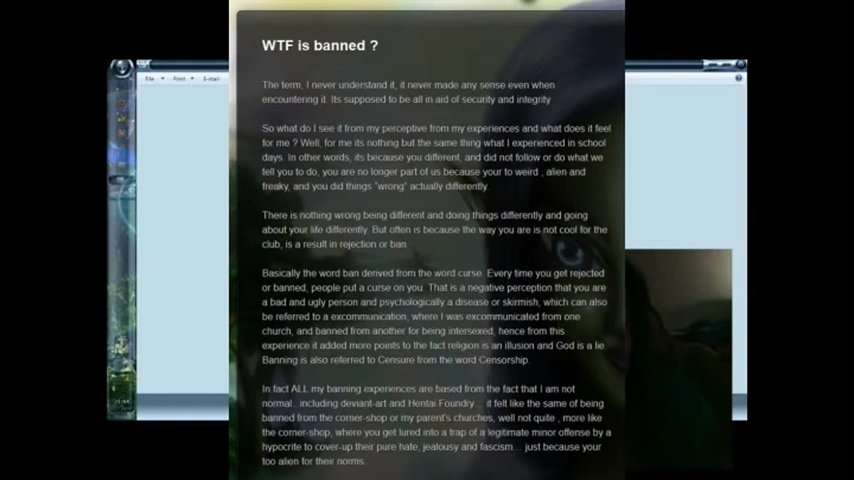 WTF is banned ?
File
Print
E-mail
The term, I never understand it, it never made any sense even when
encountering it. Its supposed to be all in aid of security and integrity
So what do I see it from my perceptive from my experiences and what does it feel
for me ? Well, for me its nothing but the same thing what I experienced in school
days. In other words, its because you different, and did not follow or do what we
tell you to do, you are no longer part of us because your to weird , alien and
freaky, and you did things "wrong" actually differently.
There is nothing wrong being different and doing things differently and going
about your life differently. But often is because the way you are is not cool for the
club, is a result in rejection or ban.
Basically the word ban derived from the word curse. Every time you get rejected
or banned, people put a curse on you. That is a negative perception that you are
a bad and ugly person and psychologically a disease or skirmish, which can also
be referred to a excommunication, where I was excommunicated from one
church, and banned from another for being intersexed, hence from this
experience it added more points to the fact religion is an illusion and God is a lie.
Banning is also referred to Censure from the word Censorship.
In fact ALL my banning experiences are based from the fact that I am not
normal.. including deviant-art and Hentai Foundry... it felt like the same of being
banned from the corner-shop or my parent's churches, well not quite , more like
the corner-shop, where you get lured into a trap of a legitimate minor offense by a
hypocrite to cover-up their pure hate, jealousy and fascism... just because your
too alien for their norms.